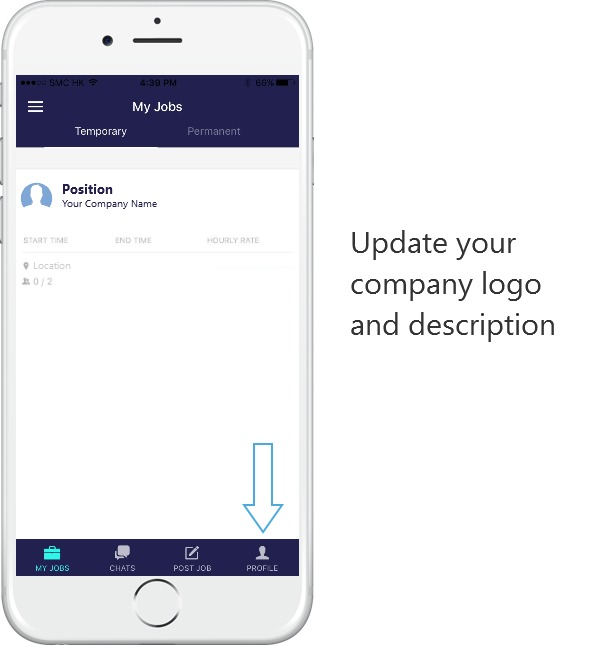 SMC HK 4:39 PM 65%
My Jobs
Temporary Permanent
Position
Your Company Name
START TIME END TIME HOURLY RATE
Location
0 / 2
MY JOBS CHATS POST JOB PROFILE
Update your
company logo
and description